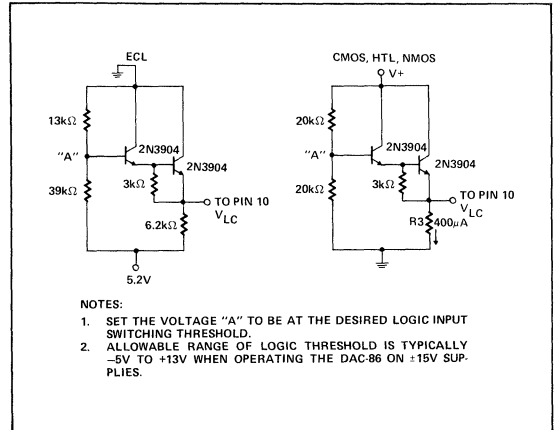 ECL
13kΩ
"A"
2N3904
2N3904
3kΩ
39kΩ
TO PIN 10
VLC
6.2kΩ
5.2V
CMOS, HTL, NMOS
V+
20kΩ
"A"
2N3904
2N3904
3kΩ
20kΩ
TO PIN 10
VLC
R3
400μA
NOTES:
1. SET THE VOLTAGE "A" TO BE AT THE DESIRED LOGIC INPUT
SWITCHING THRESHOLD.
2. ALLOWABLE RANGE OF LOGIC THRESHOLD IS TYPICALLY
−5V TO +13V WHEN OPERATING THE DAC-86 ON ±15V SUP-
PLIES.